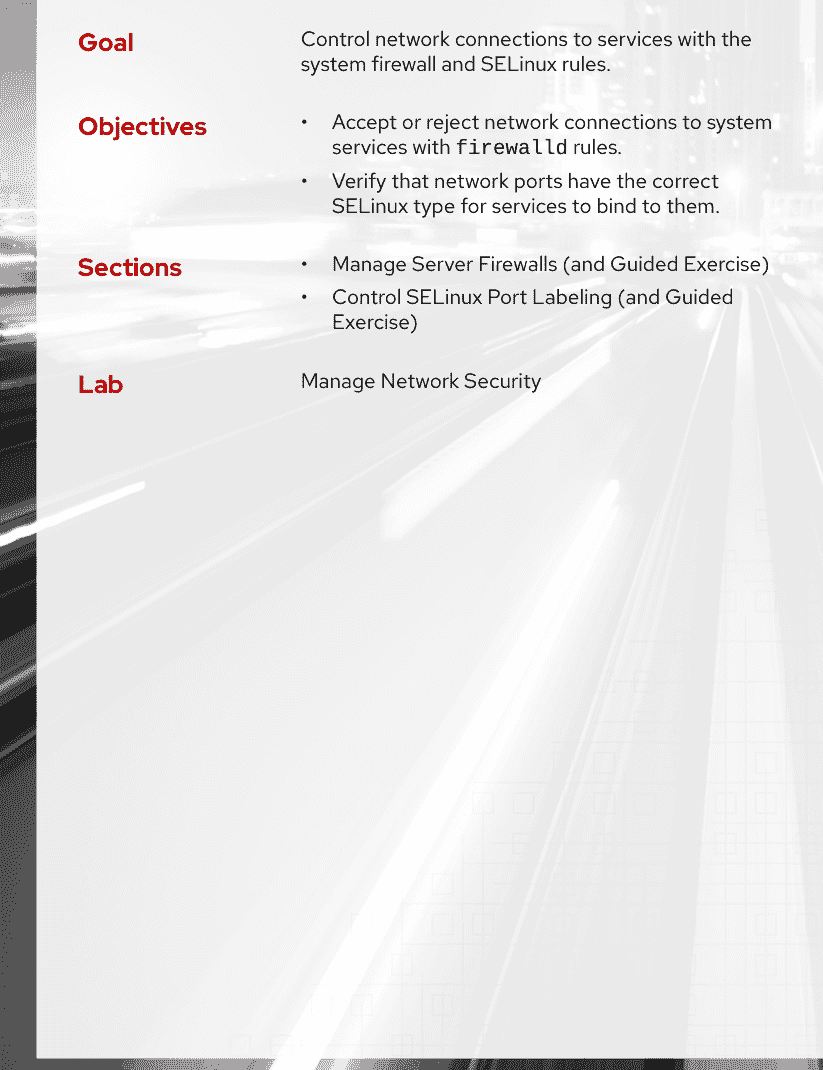 Goal
Control network connections to services with the
system firewall and SELinux rules.
Objectives
• Accept or reject network connections to system
services with firewalld rules.
• Verify that network ports have the correct
SELinux type for services to bind to them.
Sections
• Manage Server Firewalls (and Guided Exercise)
• Control SELinux Port Labeling (and Guided
Exercise)
Lab
Manage Network Security